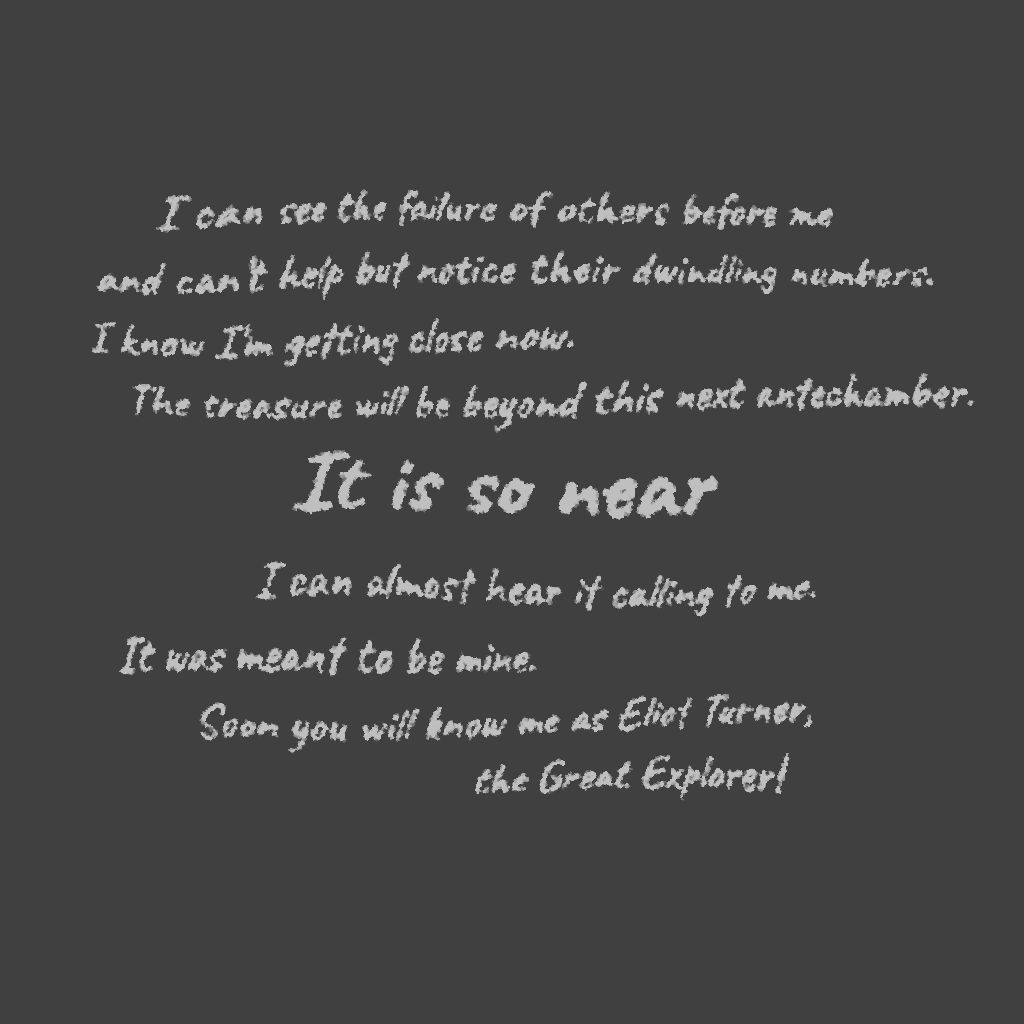 I can see the failure of others before me
and can't help but notice their dwindling numbers.
I know I'm getting close now.
The treasure will be beyond this next antechamber.
It is so near
I can almost hear it calling to me.
It was meant to be mine.
Soon you will know me as Eliot Turner,
the Great Explorer!